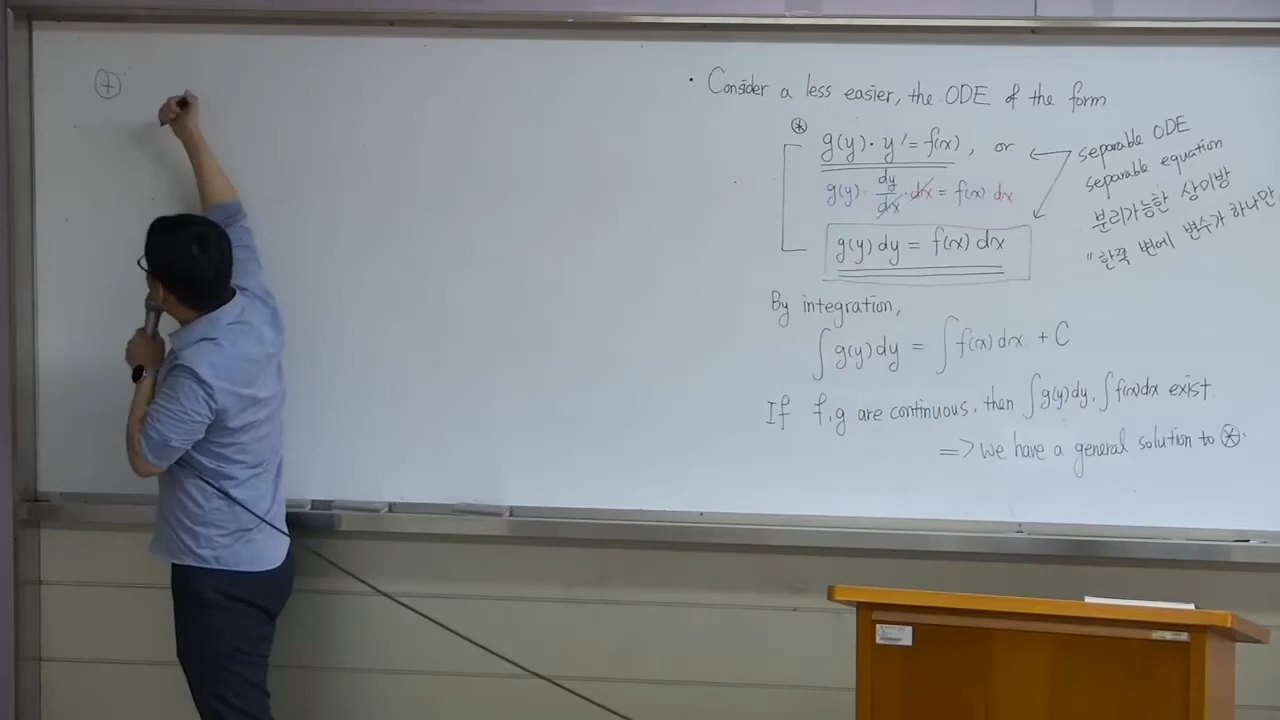 ④
· Consider a less easier, the ODE of the form
⊛
g(y)· y' = f(x), or
g(y)· dy/dx · dx = f(x)· dx
g(y) dy = f(x) dx
separable ODE
separable equation
분리가능한 상미방
"한쪽 변에 변수가 하나만
By integration,
∫ g(y) dy = ∫ f(x) dx + C
If f, g are continuous, then ∫ g(y) dy, ∫ f(x) dx exist.
=> we have a general solution to ⊛.